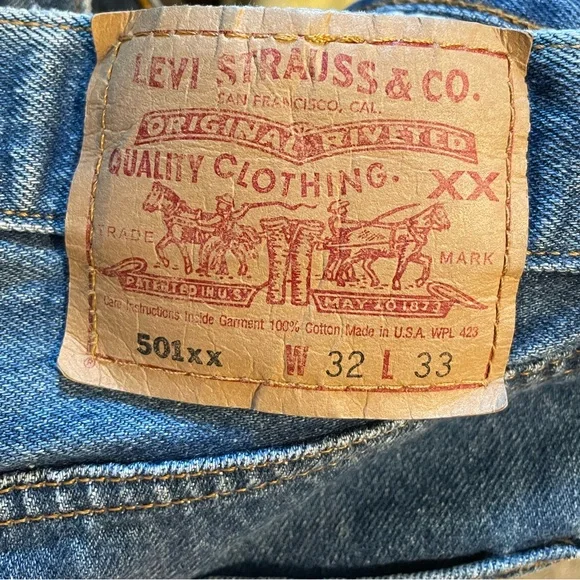 LEVI STRAUSS & CO.
SAN FRANCISCO, CAL.
ORIGINAL RIVETED
QUALITY CLOTHING. XX
TRADE MARK
PATENTED IN U.S. MAY 20 1873
Care Instructions Inside Garment 100% Cotton Made in U.S.A. WPL 423
501xx W 32 L 33
®